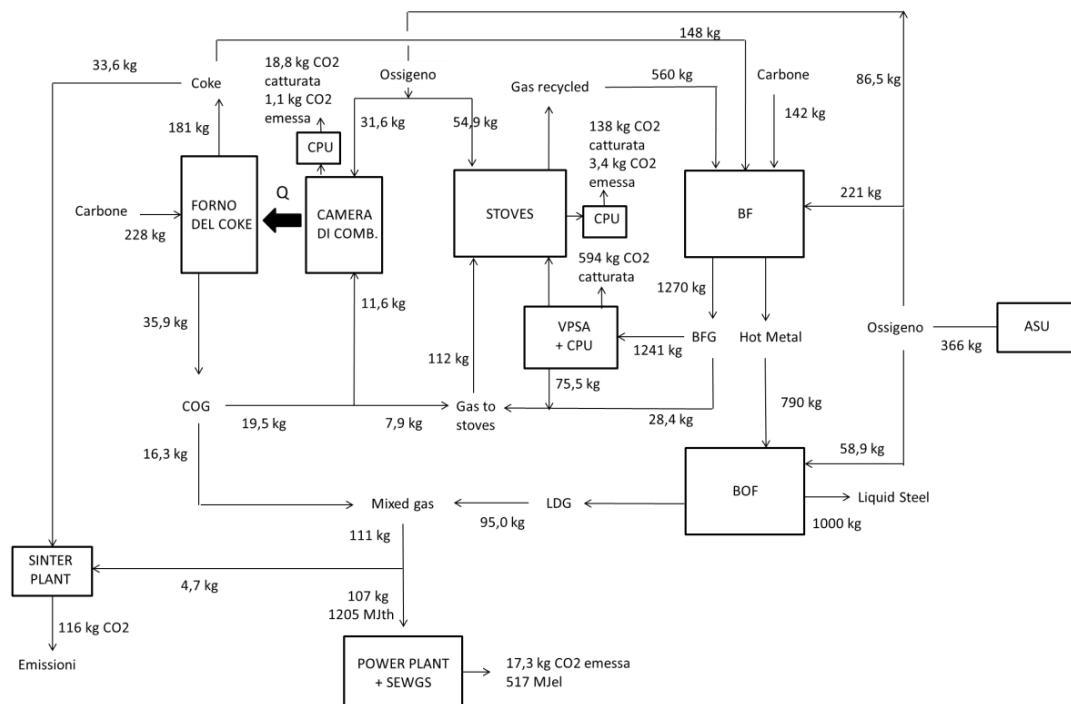 148 kg
33,6 kg
Coke
18,8 kg CO2
catturata
1,1 kg CO2
emessa
Ossigeno
Gas recycled
560 kg
Carbone
86,5 kg
181 kg
CPU
31,6 kg
54,9 kg
138 kg CO2
catturata
3,4 kg CO2
emessa
142 kg
Carbone
228 kg
FORNO
DEL COKE
Q
CAMERA
DI COMB.
STOVES
CPU
BF
221 kg
594 kg CO2
catturata
35,9 kg
11,6 kg
112 kg
VPSA
+ CPU
1241 kg
1270 kg
BFG
Hot Metal
Ossigeno
366 kg
ASU
75,5 kg
COG
19,5 kg
7,9 kg
Gas to
stoves
28,4 kg
790 kg
58,9 kg
16,3 kg
Mixed gas
95,0 kg
LDG
BOF
Liquid Steel
1000 kg
111 kg
SINTER
PLANT
4,7 kg
107 kg
1205 MJth
116 kg CO2
Emissioni
POWER PLANT
+ SEWGS
17,3 kg CO2 emessa
517 MJel